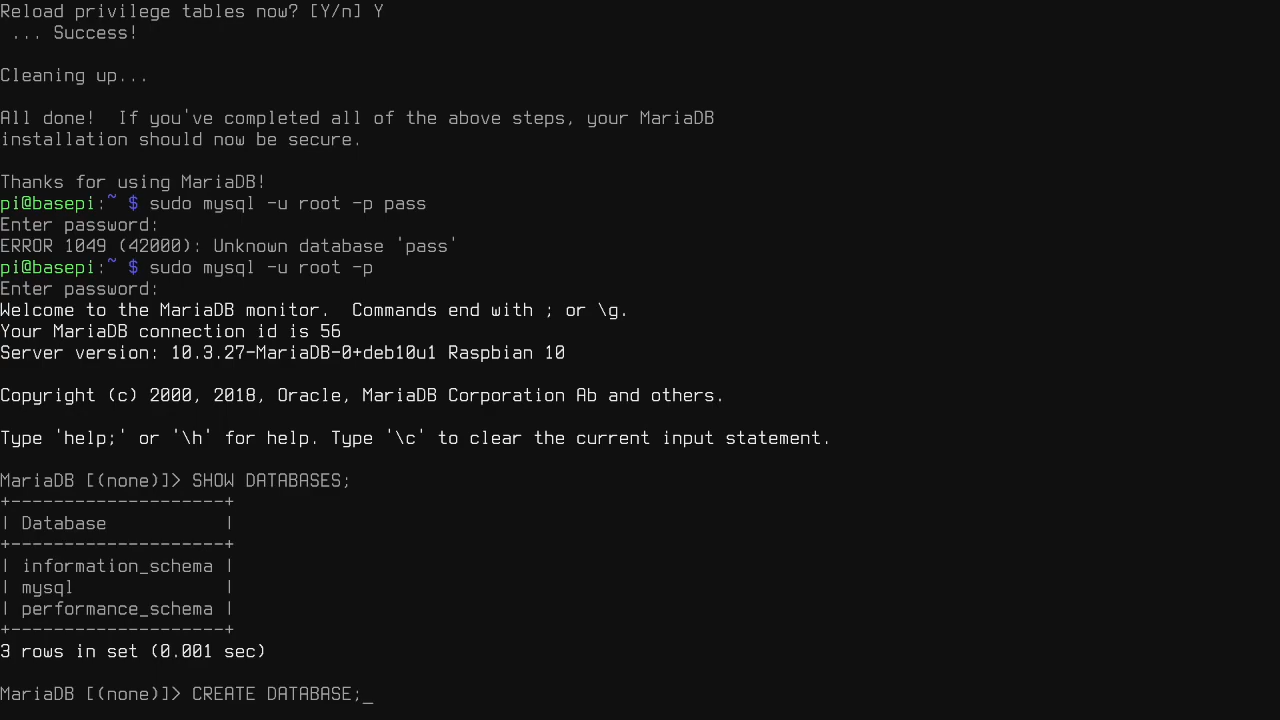 Reload privilege tables now? [Y/n] Y
 ... Success!
Cleaning up...
All done!  If you've completed all of the above steps, your MariaDB
installation should now be secure.
Thanks for using MariaDB!
pi@basepi:~ $ sudo mysql -u root -p pass
Enter password:
ERROR 1049 (42000): Unknown database 'pass'
pi@basepi:~ $ sudo mysql -u root -p
Enter password:
Welcome to the MariaDB monitor.  Commands end with ; or \g.
Your MariaDB connection id is 56
Server version: 10.3.27-MariaDB-0+deb10u1 Raspbian 10
Copyright (c) 2000, 2018, Oracle, MariaDB Corporation Ab and others.
Type 'help;' or '\h' for help. Type '\c' to clear the current input statement.
MariaDB [(none)]> SHOW DATABASES;
+--------------------+
| Database           |
+--------------------+
| information_schema |
| mysql              |
| performance_schema |
+--------------------+
3 rows in set (0.001 sec)
MariaDB [(none)]> CREATE DATABASE;_